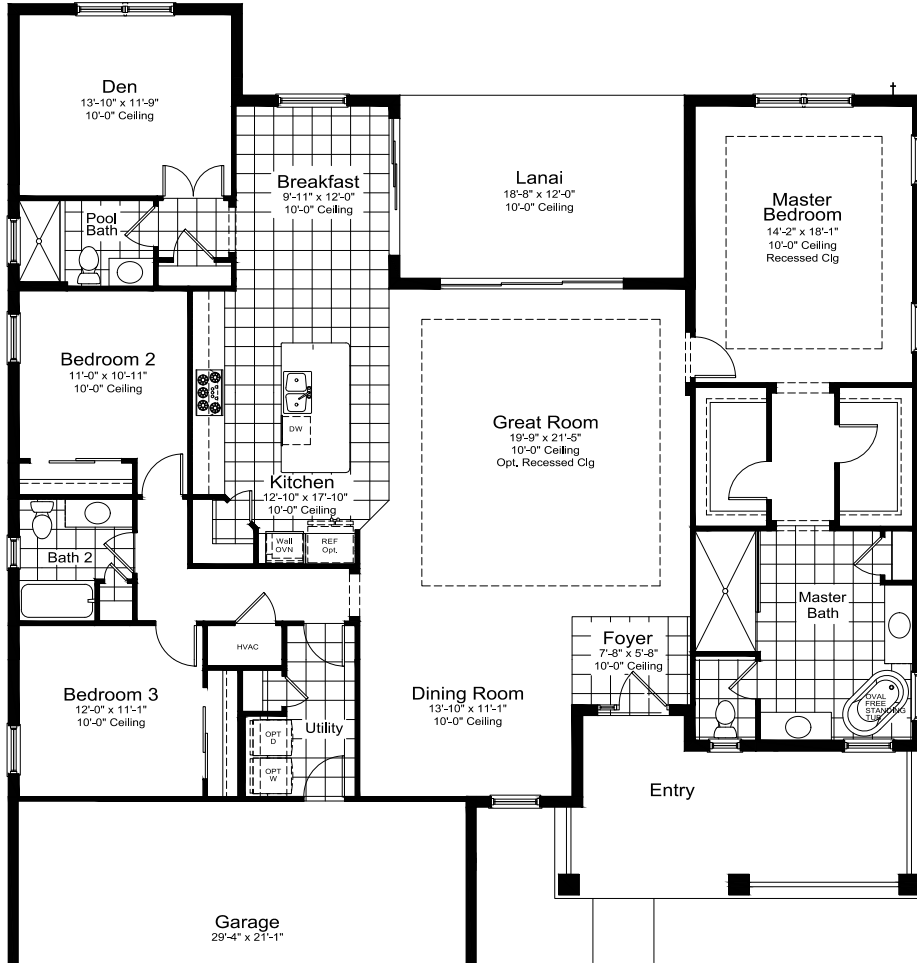 Den
13'-10" x 11'-9"
10'-0" Ceiling
Breakfast
9'-11" x 12'-0"
10'-0" Ceiling
Lanai
18'-8" x 12'-0"
10'-0" Ceiling
Master
Bedroom
14'-2" x 18'-1"
10'-0" Ceiling
Recessed Clg
Pool
Bath
Bedroom 2
11'-0" x 10'-11"
10'-0" Ceiling
DW
Great Room
19'-9" x 21'-5"
10'-0" Ceiling
Opt. Recessed Clg
Kitchen
12'-10" x 17'-10"
10'-0" Ceiling
Wall
OVN
REF
Opt.
Bath 2
Master
Bath
HVAC
Foyer
7'-8" x 5'-8"
10'-0" Ceiling
Bedroom 3
12'-0" x 11'-1"
10'-0" Ceiling
Dining Room
13'-10" x 11'-1"
10'-0" Ceiling
OVAL
FREE
STANDING
TUB
Utility
OPT
D
OPT
W
Entry
Garage
29'-4" x 21'-1"